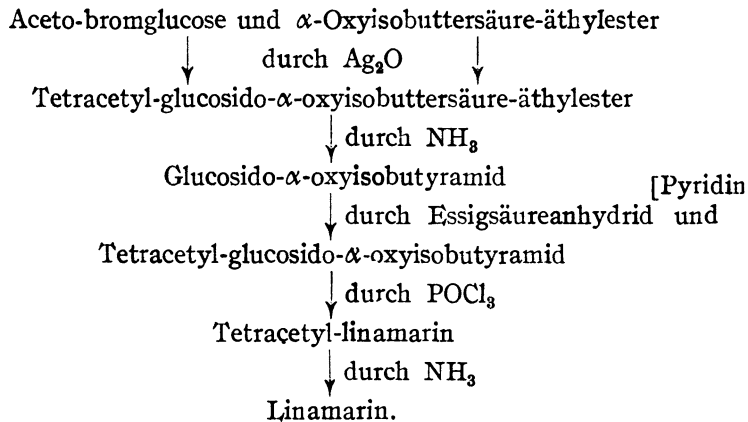 Aceto-bromglucose und α-Oxyisobuttersäure-äthylester
durch Ag₂O
Tetracetyl-glucosido-α-oxyisobuttersäure-äthylester
durch NH₃
Glucosido-α-oxyisobutyramid [Pyridin
durch Essigsäureanhydrid und
Tetracetyl-glucosido-α-oxyisobutyramid
durch POCl₃
Tetracetyl-linamarin
durch NH₃
Linamarin.